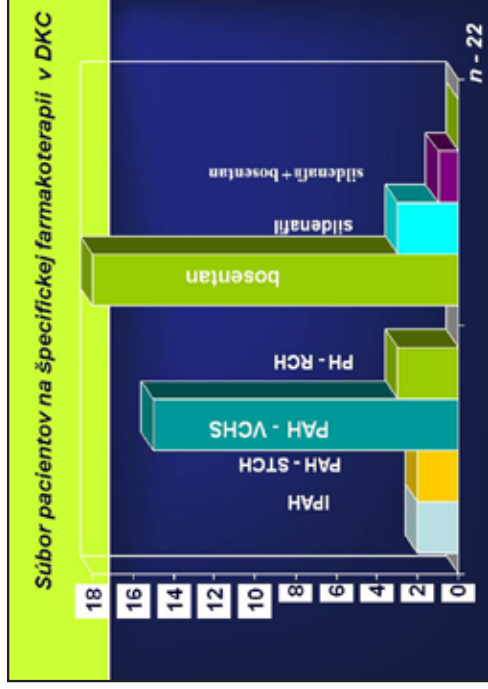 Súbor pacientov na špecifickej farmakoterapii v DKC
18
16
14
12
10
8
6
4
2
0
IPAH
PAH - STCH
PAH - VCHS
PH - RCH
bosentan
sildenafil
sildenafil+bosentan
n - 22